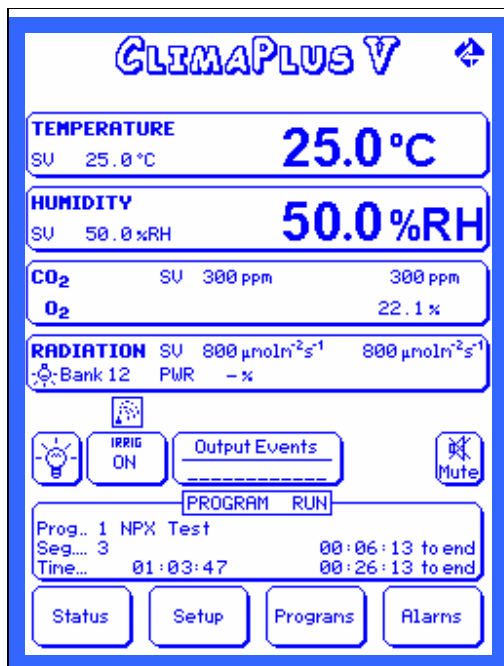 CLIMAPLUS V
TEMPERATURE
25.0 °C
SV 25.0 °C
HUMIDITY
50.0 %RH
SV 50.0 %RH
CO₂ SV 300 ppm 300 ppm
O₂ 22.1 %
RADIATION SV 800 µmolm⁻²s⁻¹ 800 µmolm⁻²s⁻¹
Bank 12 PWR - %
IRRIG
ON
Output Events
_ _ _ _ _ _ _ _ _ _ _ _
Mute
PROGRAM RUN
Prog.. 1 NPX Test
Seg.... 3 00:06:13 to end
Time... 01:03:47 00:26:13 to end
Status Setup Programs Alarms